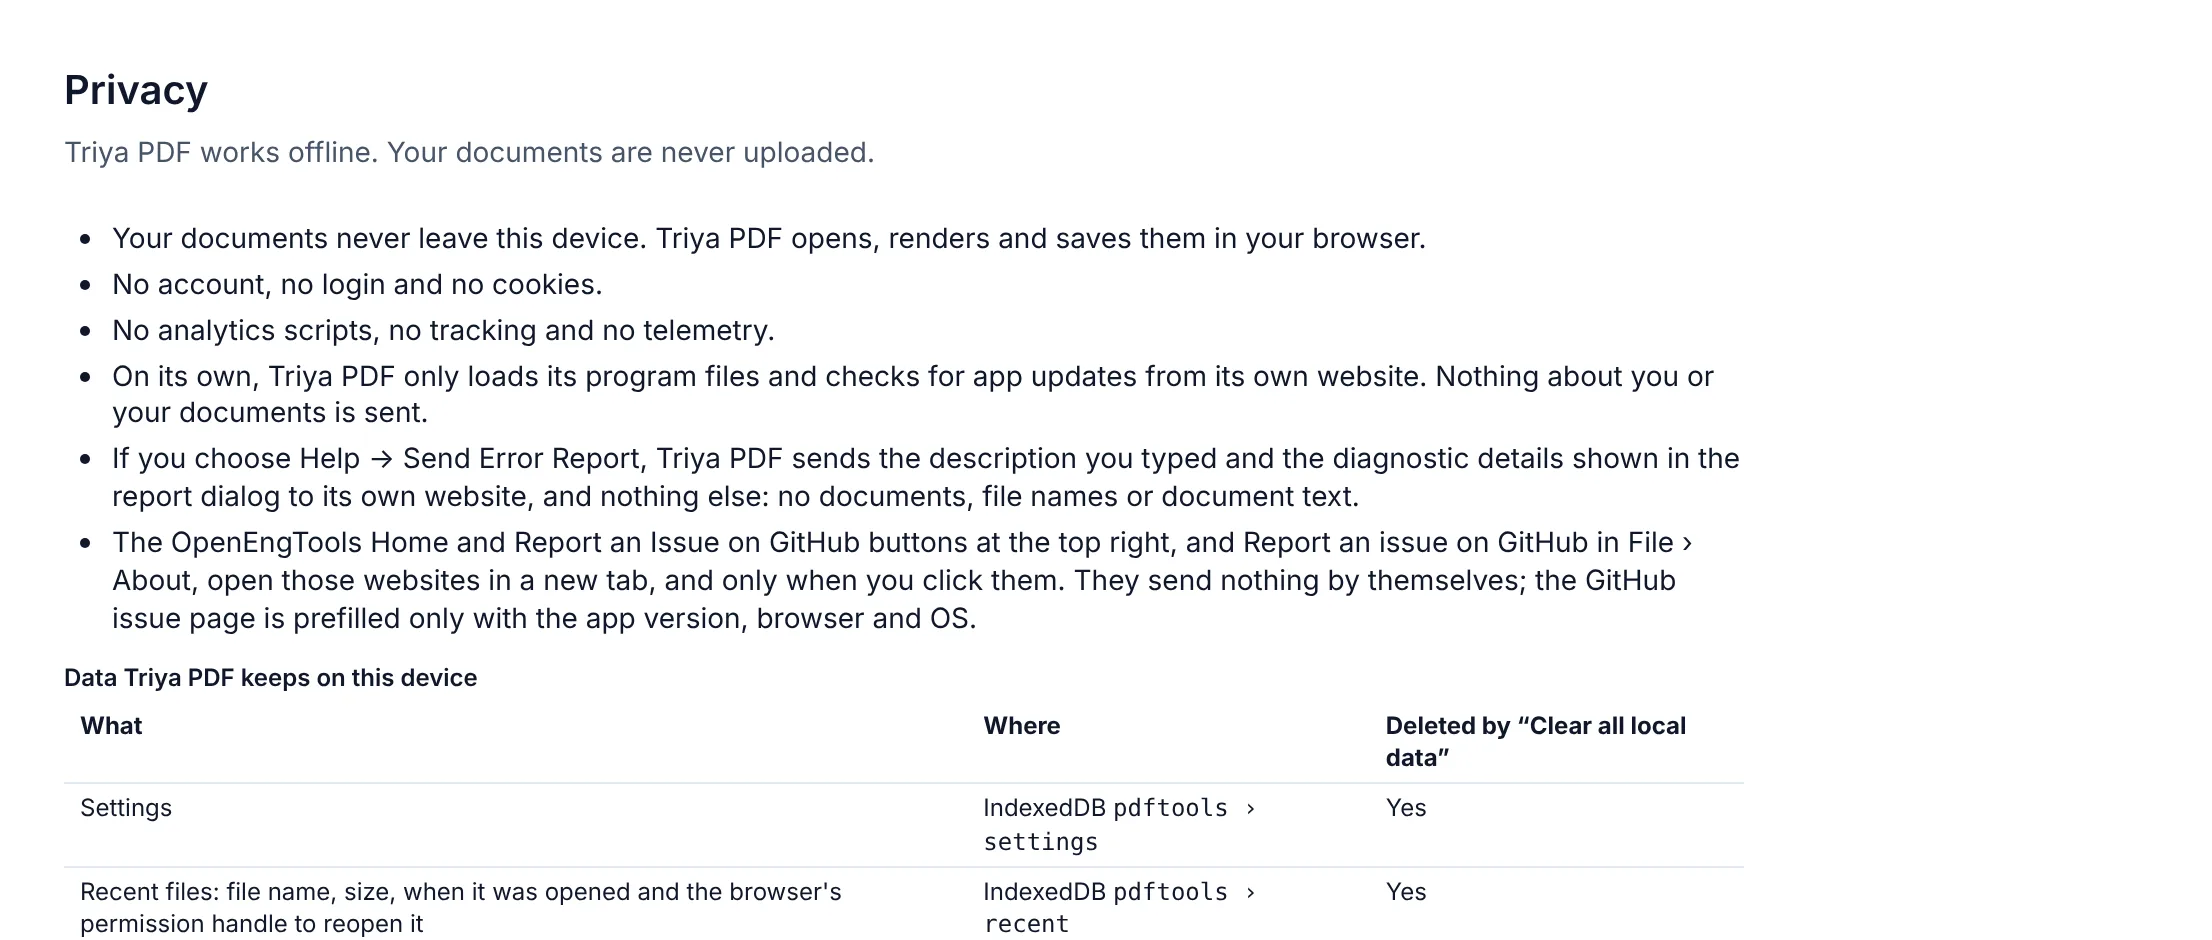 Privacy
Triya PDF works offline. Your documents are never uploaded.
• Your documents never leave this device. Triya PDF opens, renders and saves them in your browser.
• No account, no login and no cookies.
• No analytics scripts, no tracking and no telemetry.
• On its own, Triya PDF only loads its program files and checks for app updates from its own website. Nothing about you or
your documents is sent.
• If you choose Help → Send Error Report, Triya PDF sends the description you typed and the diagnostic details shown in the
report dialog to its own website, and nothing else: no documents, file names or document text.
• The OpenEngTools Home and Report an Issue on GitHub buttons at the top right, and Report an issue on GitHub in File ›
About, open those websites in a new tab, and only when you click them. They send nothing by themselves; the GitHub
issue page is prefilled only with the app version, browser and OS.
Data Triya PDF keeps on this device
What Where Deleted by “Clear all local
data”
Settings IndexedDB pdftools › Yes
settings
Recent files: file name, size, when it was opened and the browser's IndexedDB pdftools › Yes
permission handle to reopen it recent